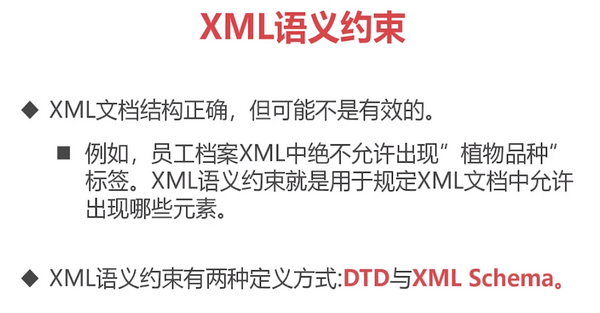 XML语义约束
◆ XML文档结构正确，但可能不是有效的。
■ 例如，员工档案XML中绝不允许出现”植物品种“
标签。XML语义约束就是用于规定XML文档中允许
出现哪些元素。
◆ XML语义约束有两种定义方式:DTD与XML Schema。